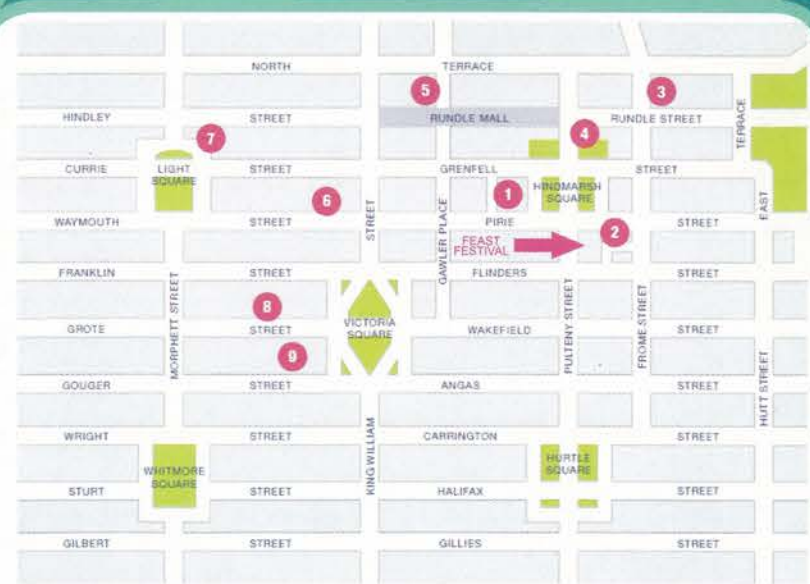 NORTH TERRACE
5
3
HINDLEY STREET RUNDLE MALL RUNDLE STREET
TERRACE
7
4
CURRIE LIGHT SQUARE STREET GRENFELL STREET
1
HINDMARSH
SQUARE
6
EAST
WAYMOUTH STREET PIRIE STREET
STREET
GAWLER PLACE
2
FEAST
FESTIVAL
FRANKLIN STREET FLINDERS STREET
MORPHETT STREET
8
PULTENY STREET
FROME STREET
VICTORIA
SQUARE
GROTE STREET WAKEFIELD STREET
9
HUTT STREET
GOUGER STREET ANGAS STREET
WRIGHT STREET CARRINGTON STREET
KING WILLIAM
WHITMORE
SQUARE
HURTLE
SQUARE
STURT STREET HALIFAX STREET
GILBERT STREET GILLIES STREET